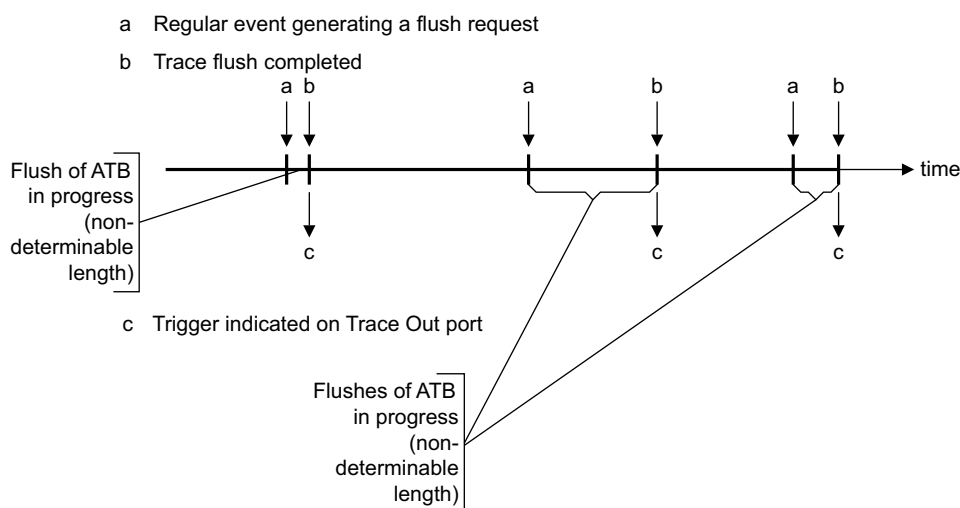 a Regular event generating a flush request
b Trace flush completed
a b a b a b
Flush of ATB
in progress
(non-
determinable
length)
time
c c c
c Trigger indicated on Trace Out port
Flushes of ATB
in progress
(non-
determinable
length)